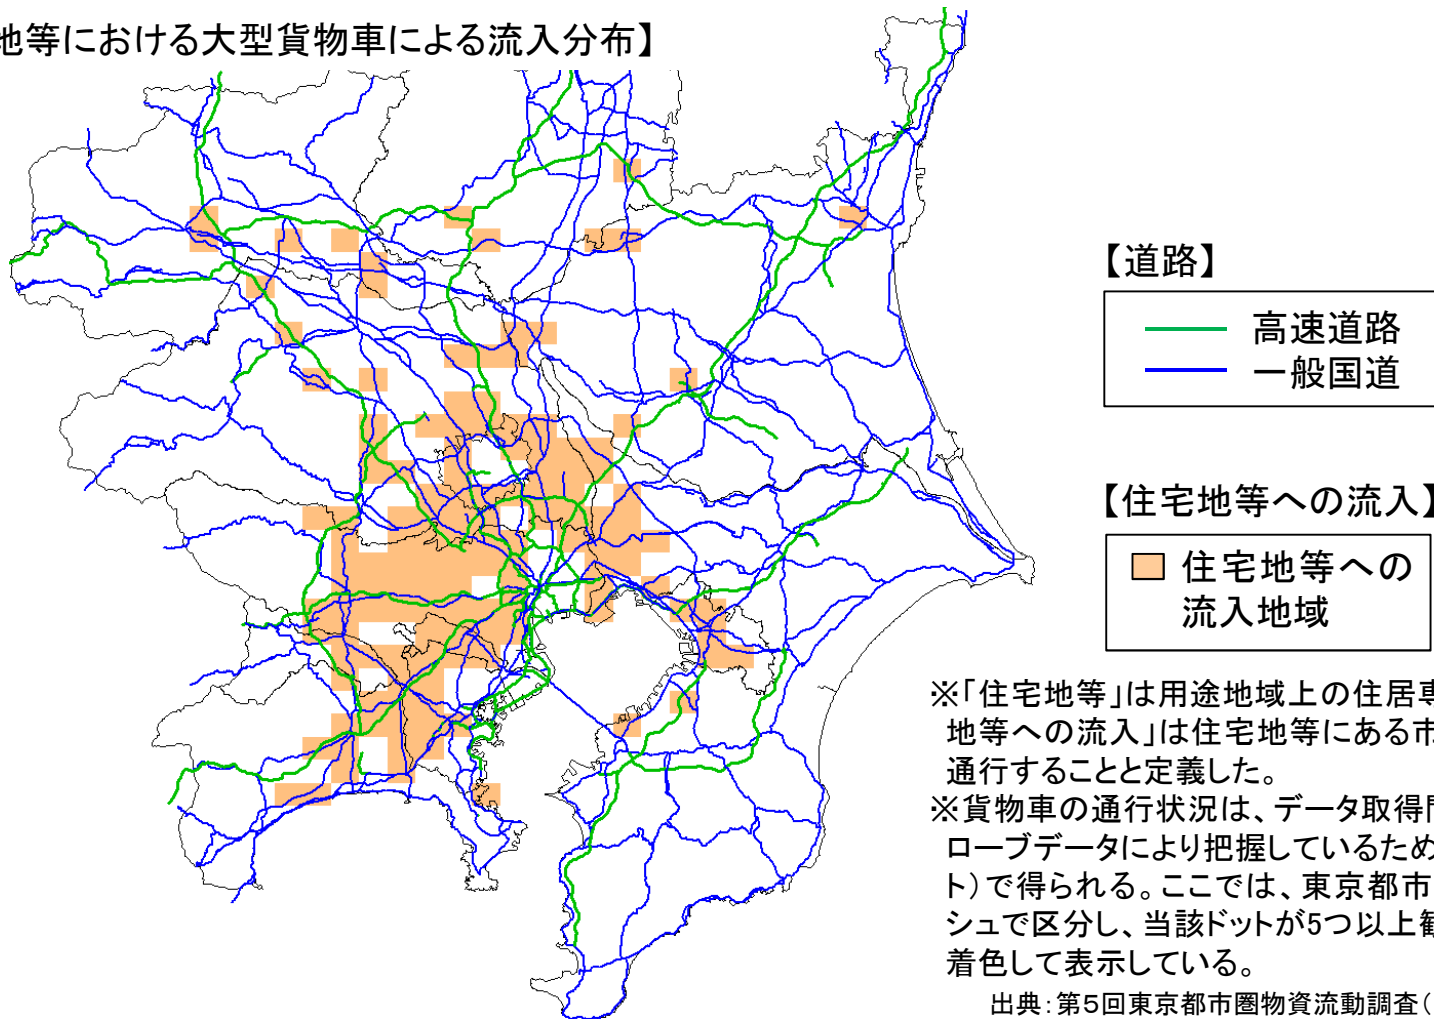 地等における大型貨物車による流入分布】
【道路】
高速道路
一般国道
【住宅地等への流入】
住宅地等への
流入地域
※「住宅地等」は用途地域上の住居専
地等への流入」は住宅地等にある市
通行することと定義した。
※貨物車の通行状況は、データ取得間
ローブデータにより把握しているため
ト)で得られる。ここでは、東京都市
シュで区分し、当該ドットが5つ以上観
着色して表示している。
出典:第5回東京都市圏物資流動調査(